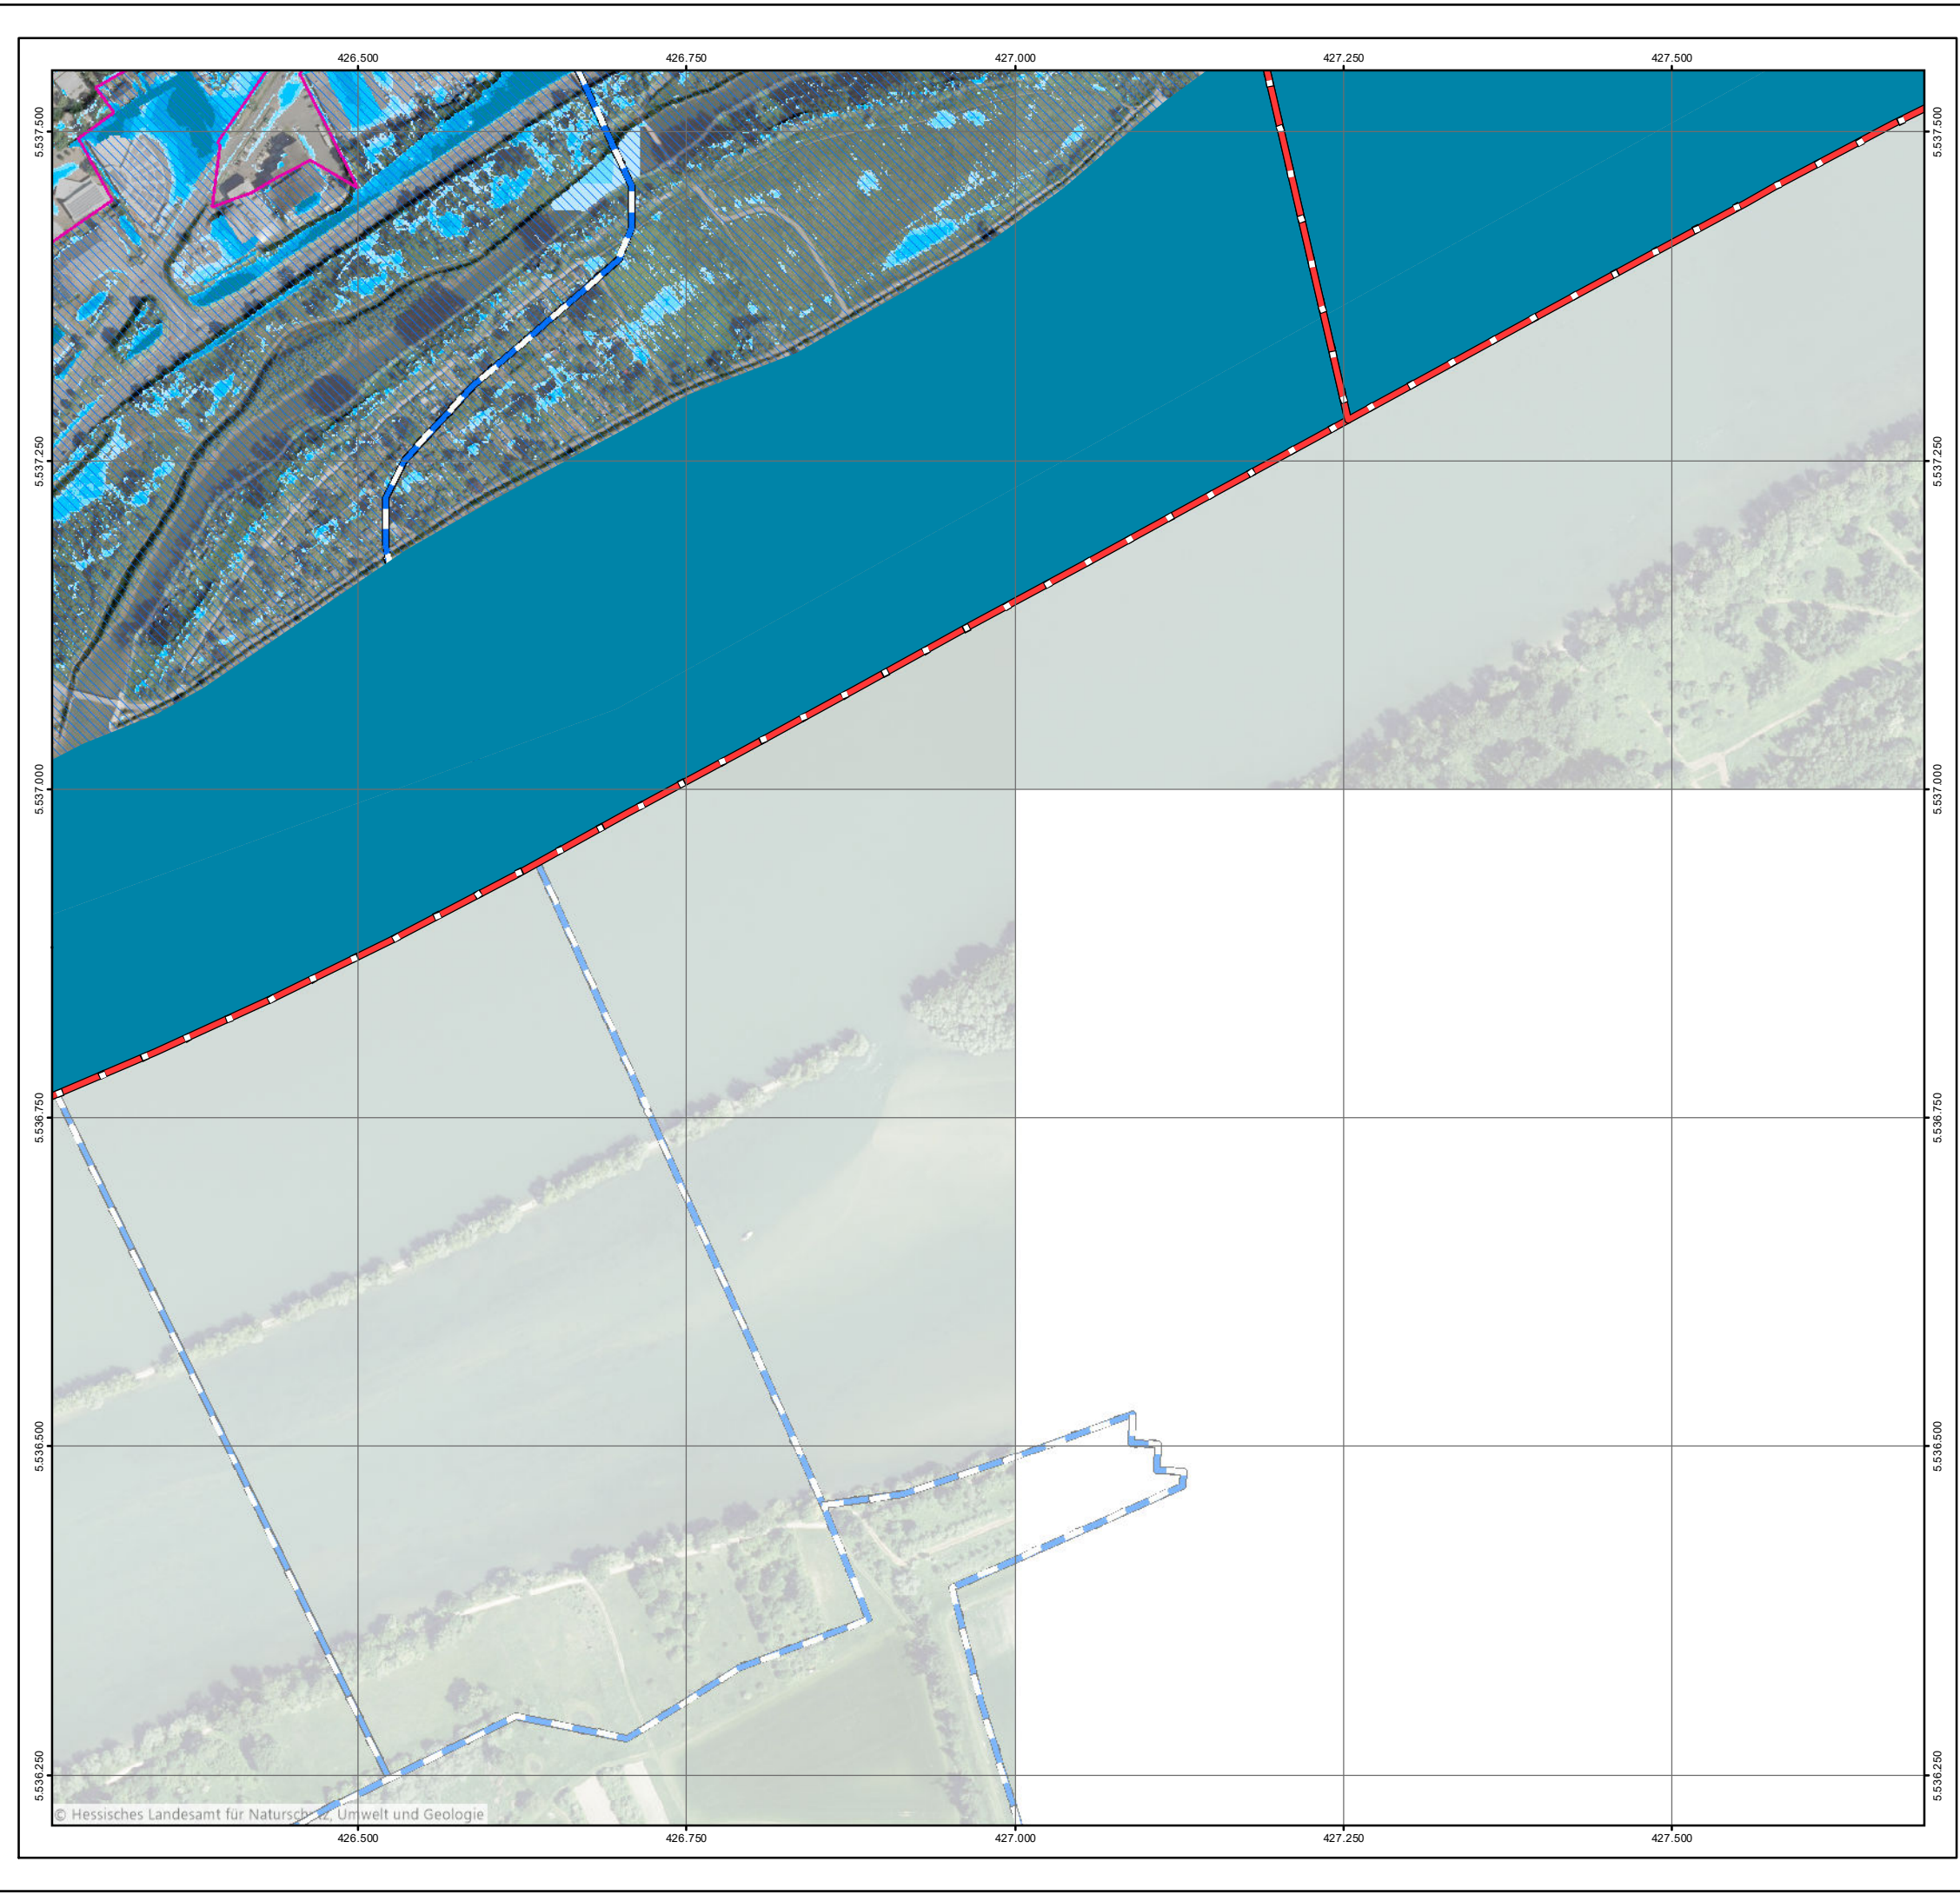 426.500 426.750 427.000 427.250 427.500
5.537.500 5.537.500
5.537.250 5.537.250
5.537.000 5.537.000
5.536.750 5.536.750
5.536.500 5.536.500
5.536.250 5.536.250
© Hessisches Landesamt für Naturschutz, Umwelt und Geologie
426.500 426.750 427.000 427.250 427.500